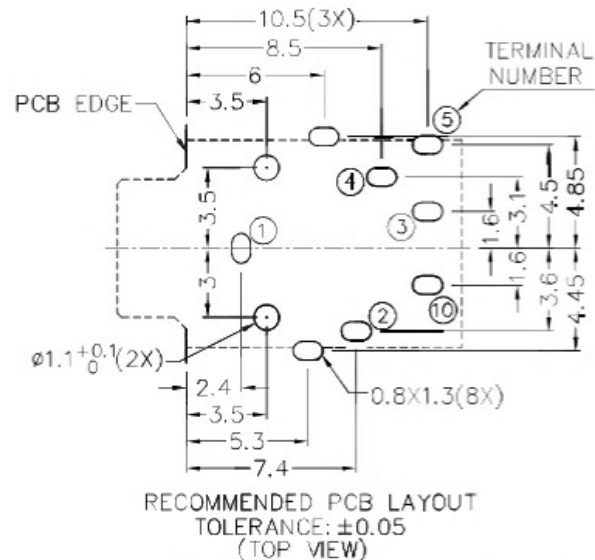 10.5(3X)
8.5
TERMINAL
NUMBER
6
PCB EDGE
3.5
5
4
3.5
1
3
1.6
3.1
4.5
4.85
3
1.6
3.6
4.45
2
10
Ø1.1+0.1 0(2X)
2.4
0.8X1.3(8X)
3.5
5.3
7.4
RECOMMENDED PCB LAYOUT
TOLERANCE: ±0.05
(TOP VIEW)